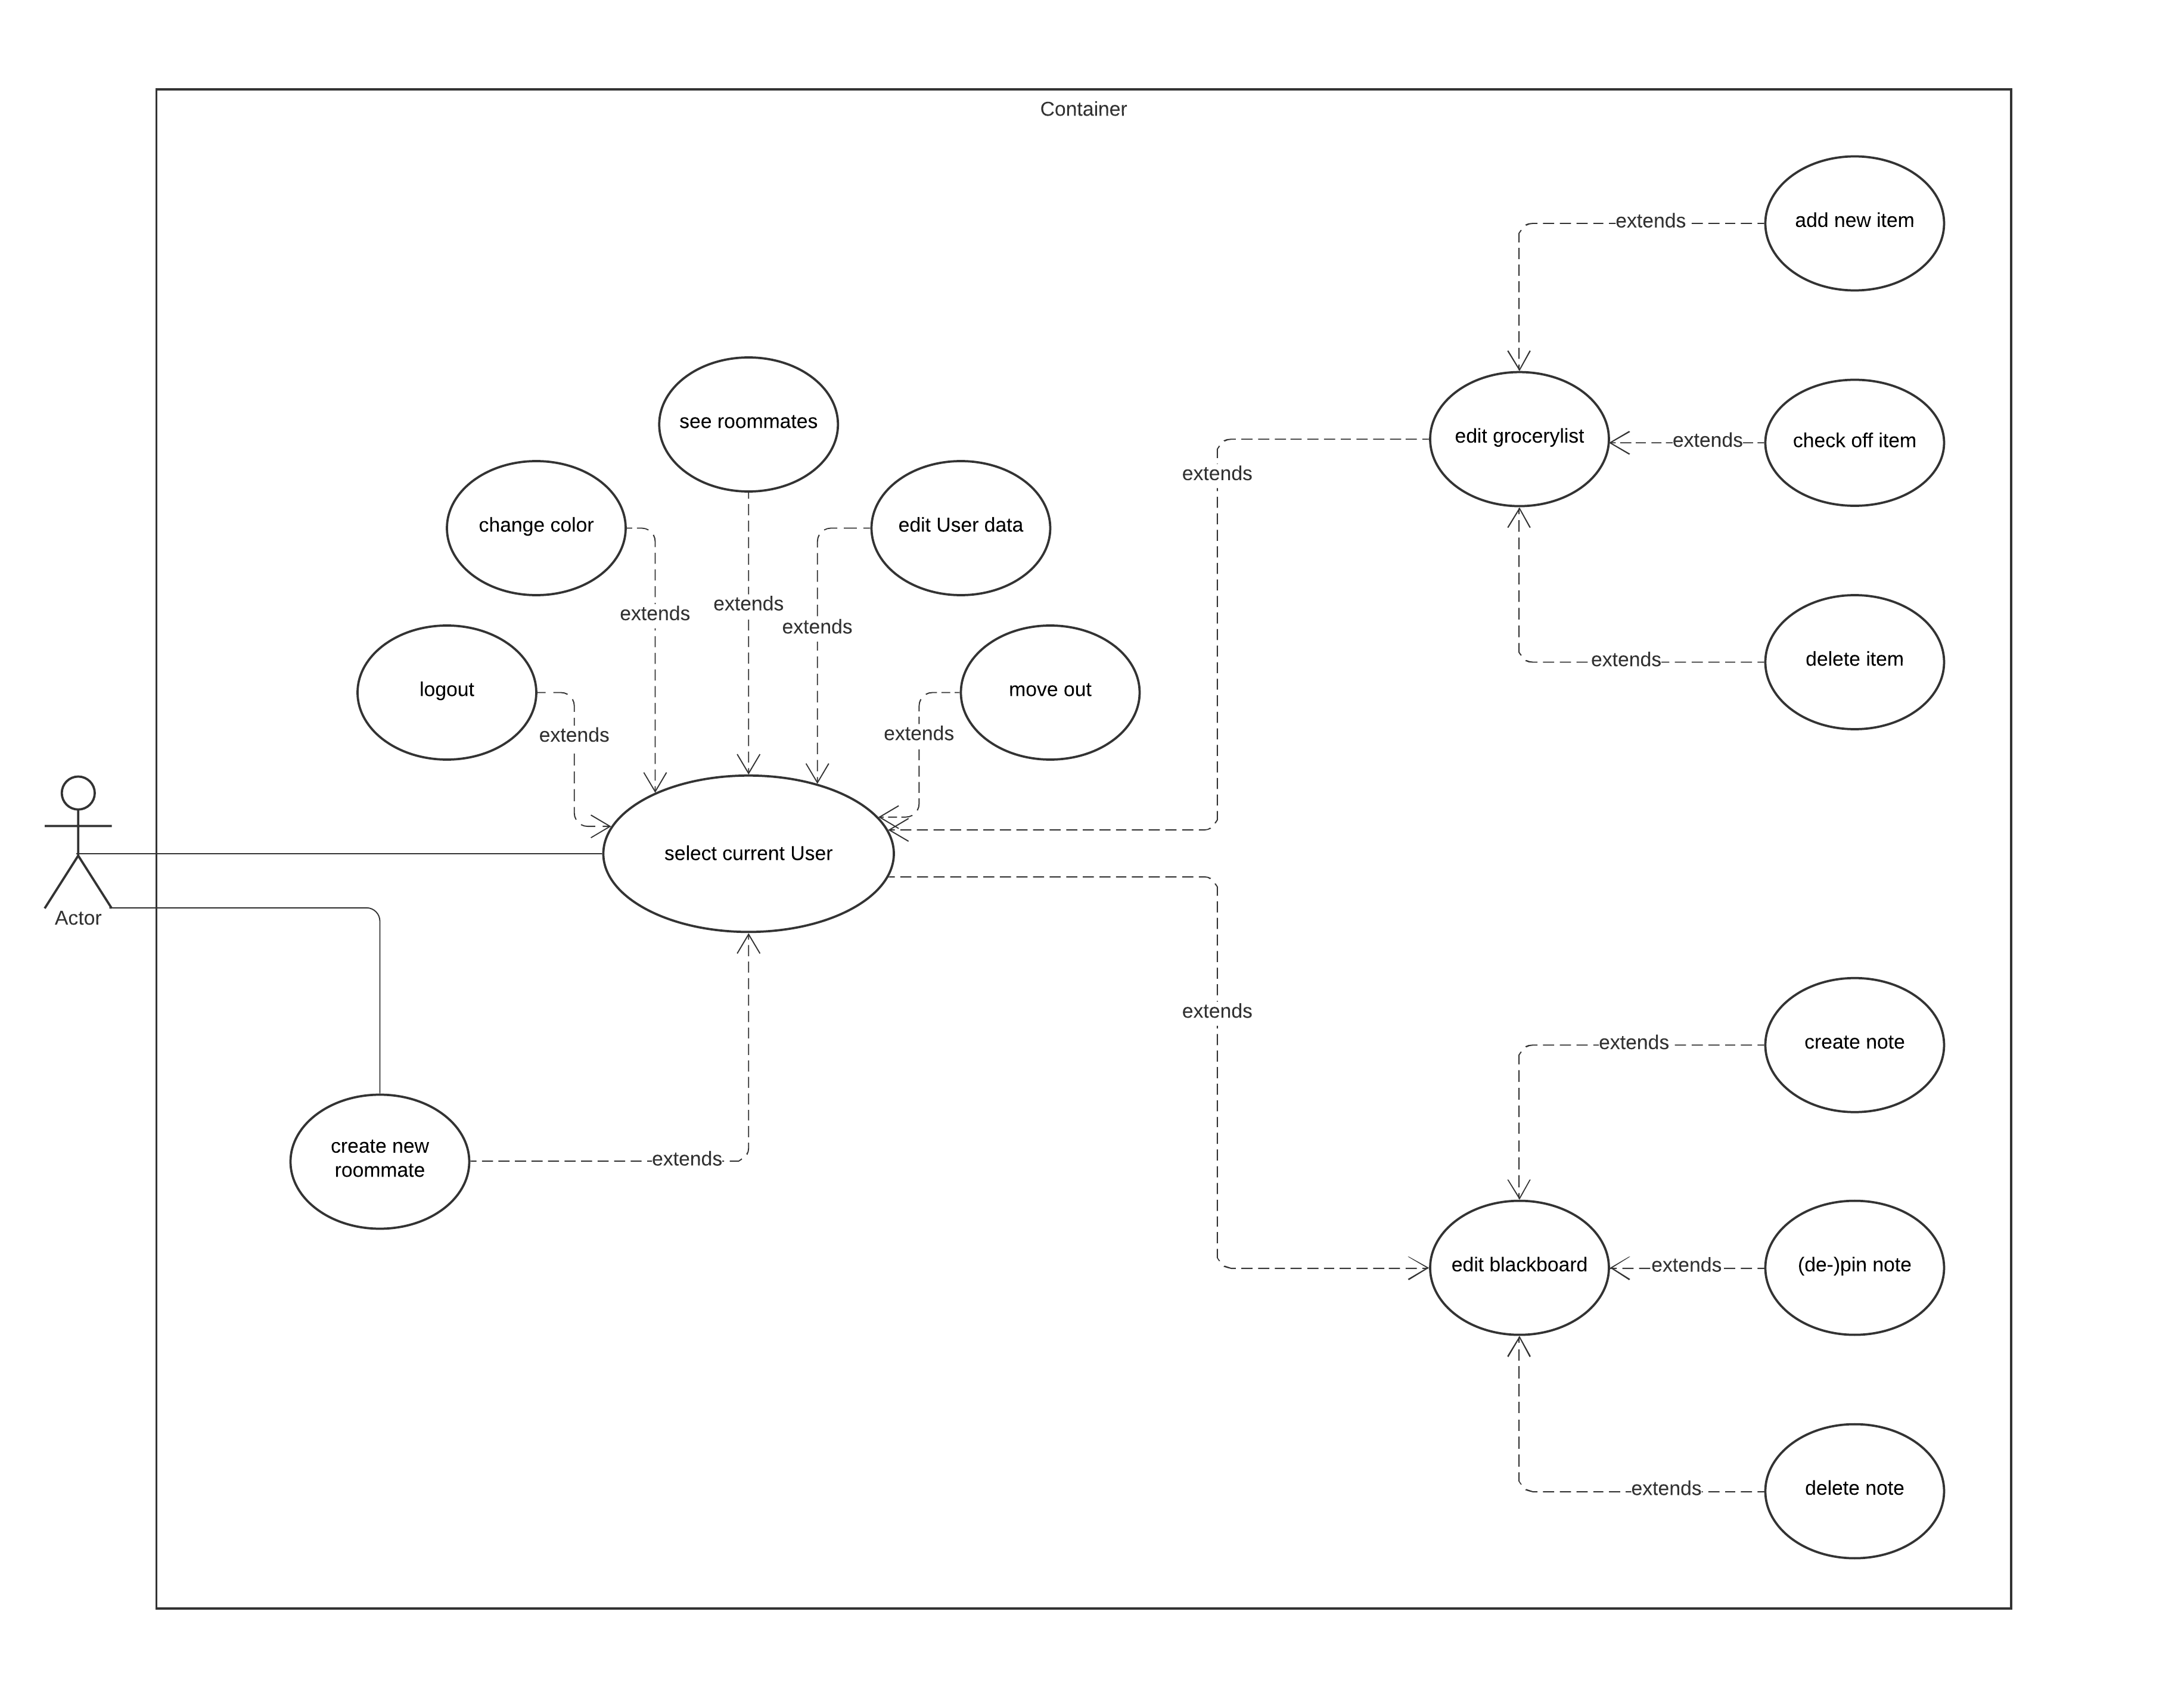 Container
add new item
extends
see roommates
edit grocerylist
extends
check off item
extends
change color
edit User data
extends
extends
extends
delete item
extends
logout
move out
extends
extends
select current User
Actor
extends
create note
extends
create new
roommate
extends
edit blackboard
extends
(de-)pin note
extends
delete note